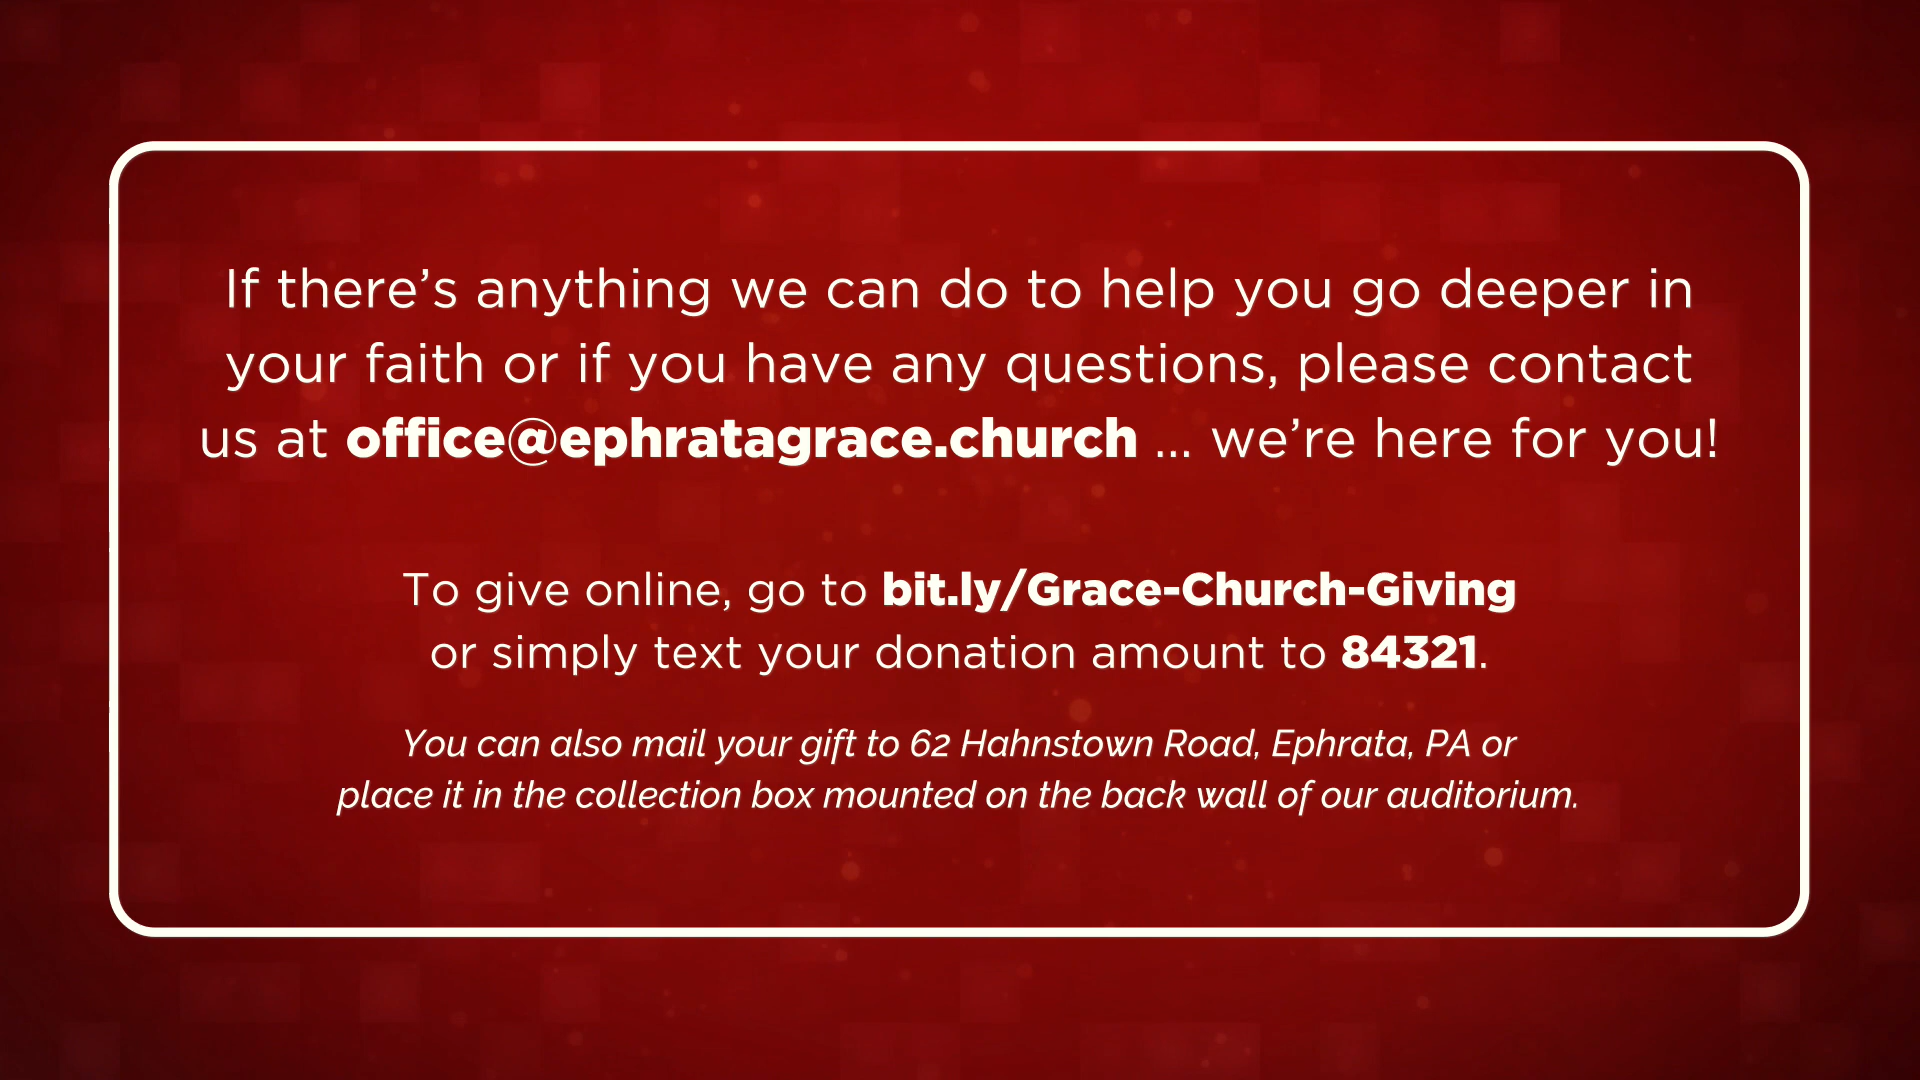 If there’s anything we can do to help you go deeper in
your faith or if you have any questions, please contact
us at office@ephratagrace.church ... we’re here for you!
To give online, go to bit.ly/Grace-Church-Giving
or simply text your donation amount to 84321.
You can also mail your gift to 62 Hahnstown Road, Ephrata, PA or
place it in the collection box mounted on the back wall of our auditorium.